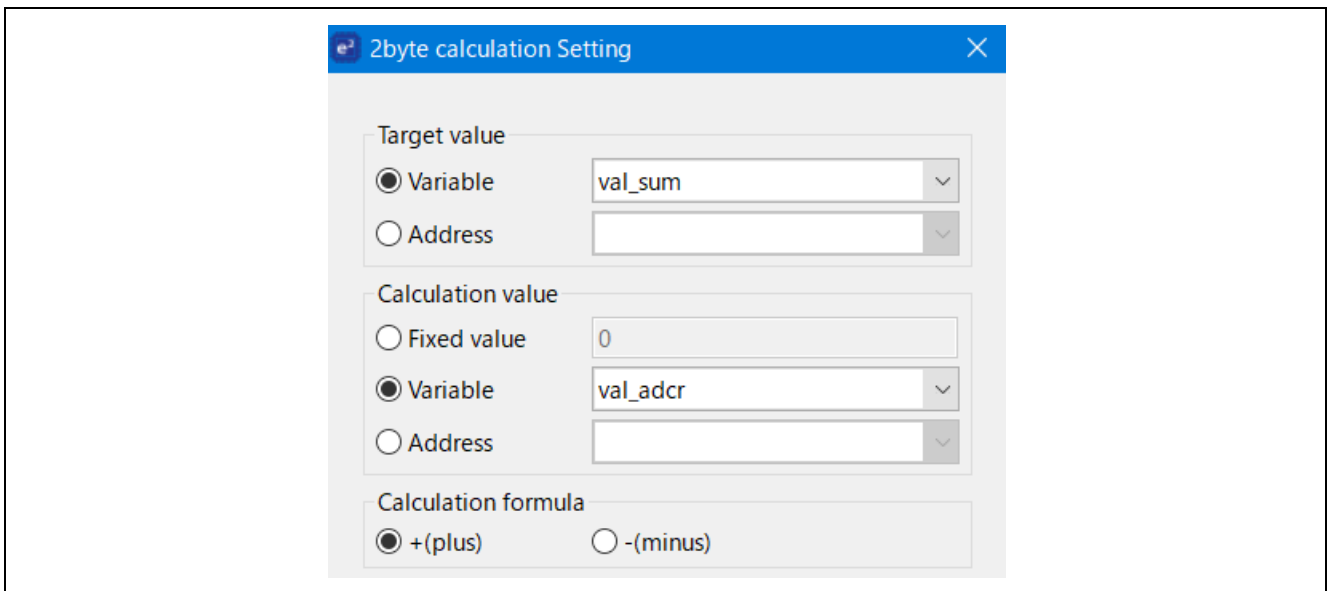 e² 2byte calculation Setting
Target value
Variable val_sum
Address
Calculation value
Fixed value 0
Variable val_adcr
Address
Calculation formula
+(plus) -(minus)